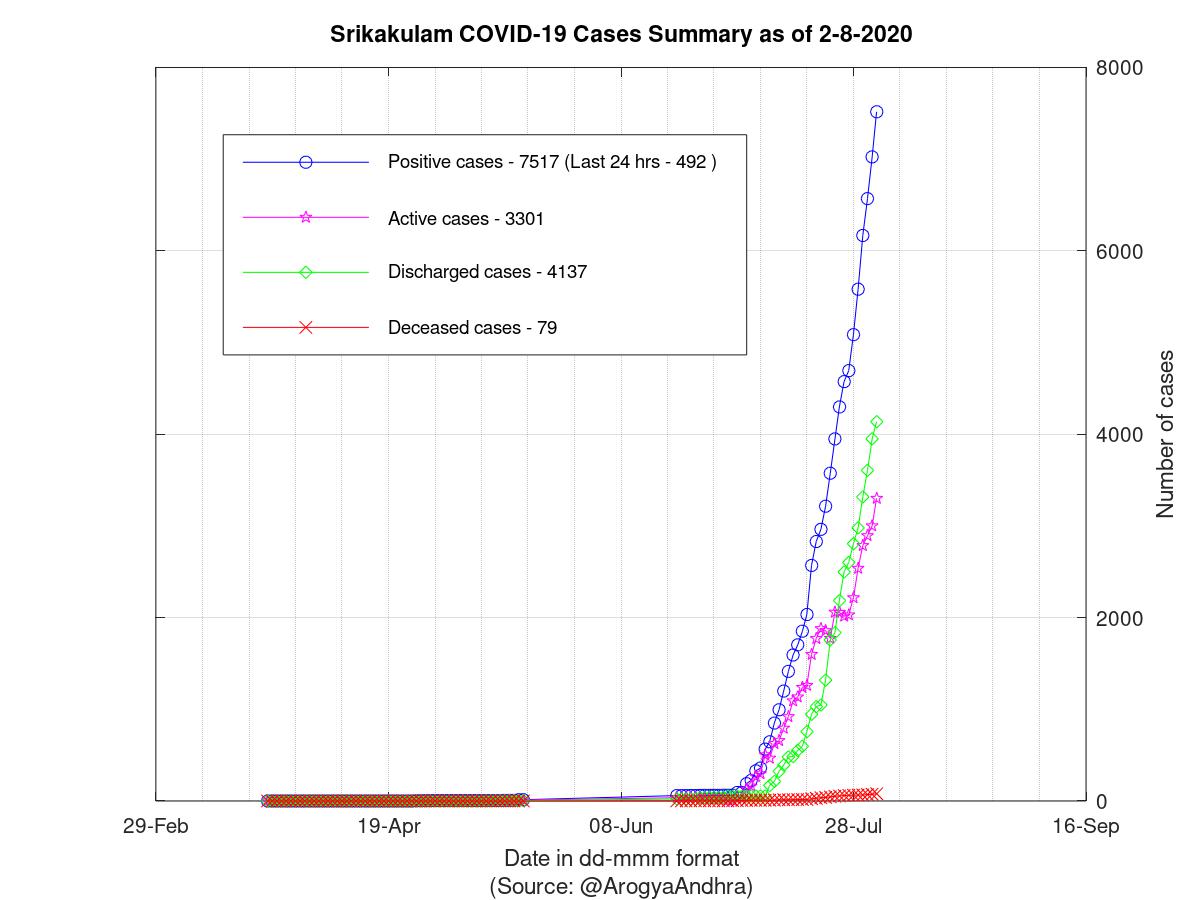 Srikakulam COVID-19 Cases Summary as of 2-8-2020
8000
Positive cases - 7517 (Last 24 hrs - 492 )
Active cases - 3301
6000
Discharged cases - 4137
Deceased cases - 79
4000
Number of cases
2000
0
29-Feb 19-Apr 08-Jun 28-Jul 16-Sep
Date in dd-mmm format
(Source: @ArogyaAndhra)